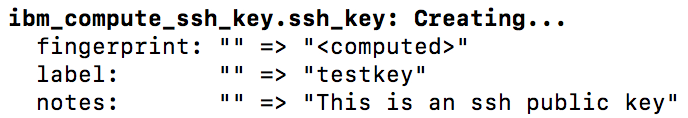 ibm_compute_ssh_key.ssh_key: Creating...
  fingerprint: "" => "<computed>"
  label:       "" => "testkey"
  notes:       "" => "This is an ssh public key"